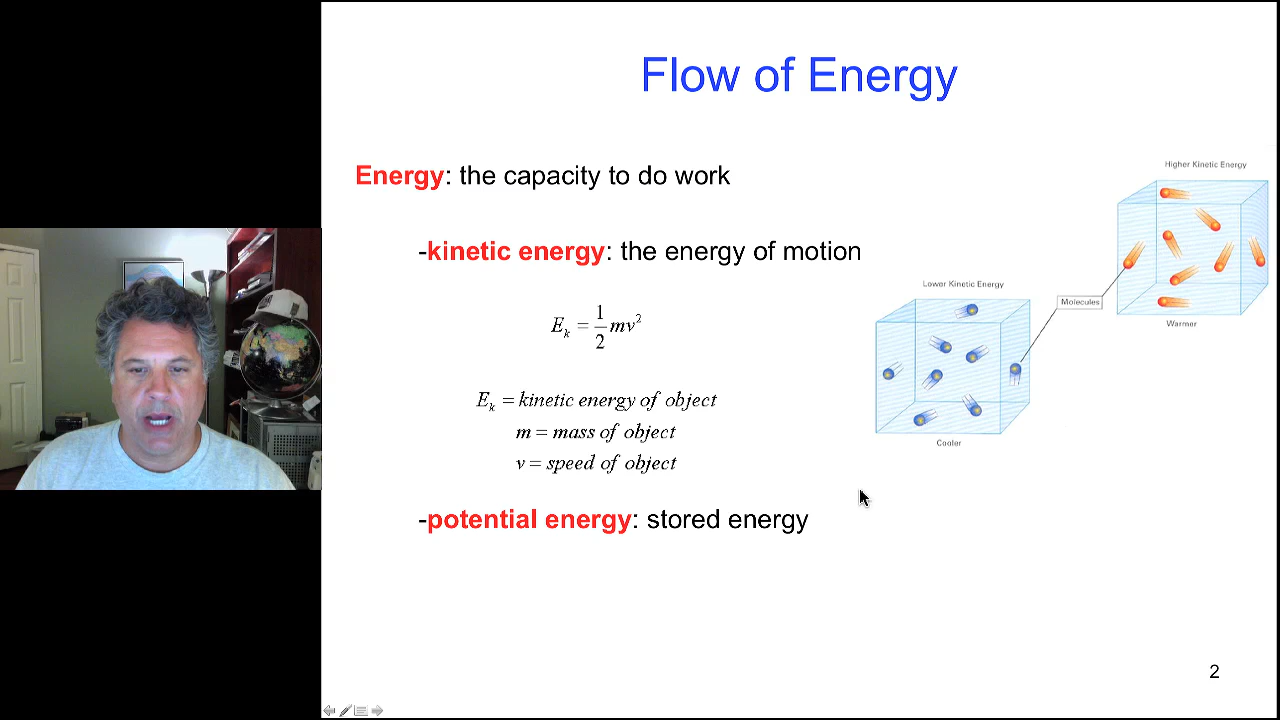 Flow of Energy
Energy: the capacity to do work
-kinetic energy: the energy of motion
E_k = 1/2 mv²
E_k = kinetic energy of object
m = mass of object
v = speed of object
-potential energy: stored energy
Higher Kinetic Energy
Warmer
Molecules
Lower Kinetic Energy
Cooler
2